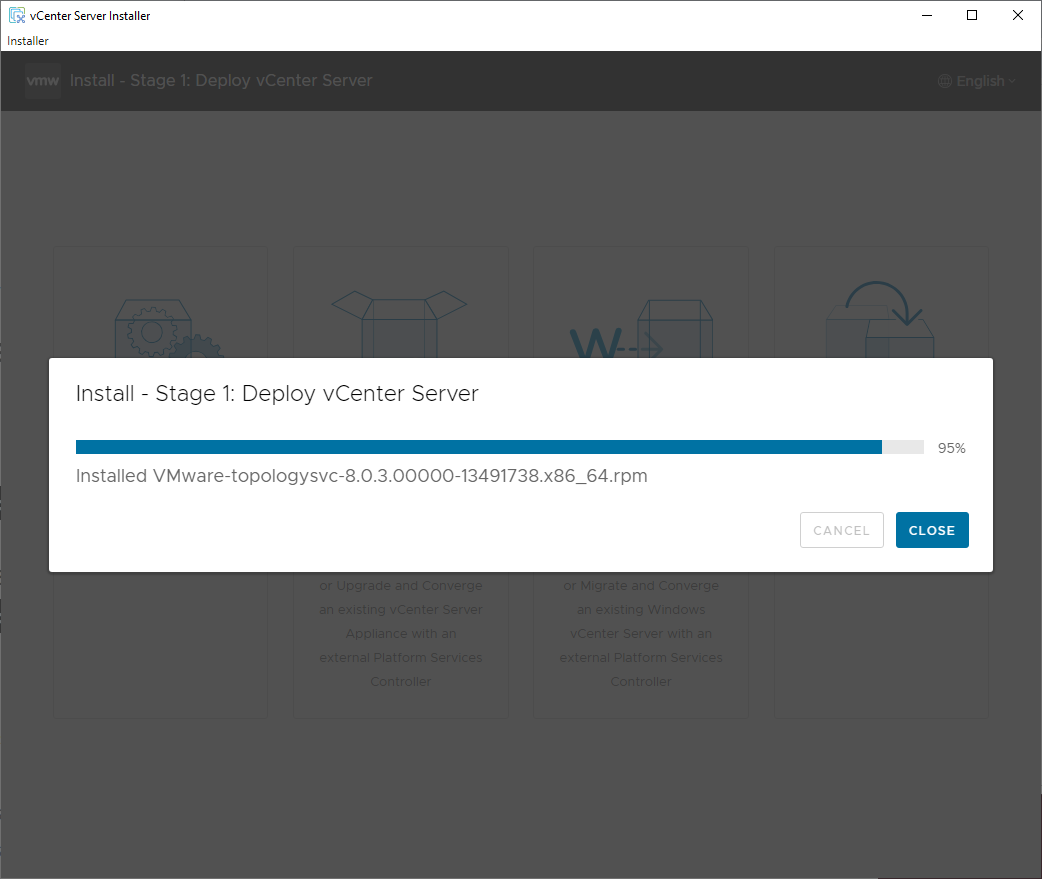 vCenter Server Installer
Installer
vmw Install - Stage 1: Deploy vCenter Server
English
W
Install - Stage 1: Deploy vCenter Server
95%
Installed VMware-topologysvc-8.0.3.00000-13491738.x86_64.rpm
CANCEL CLOSE
or Upgrade and Converge
an existing vCenter Server
Appliance with an
external Platform Services
Controller
or Migrate and Converge
an existing Windows
vCenter Server with an
external Platform Services
Controller